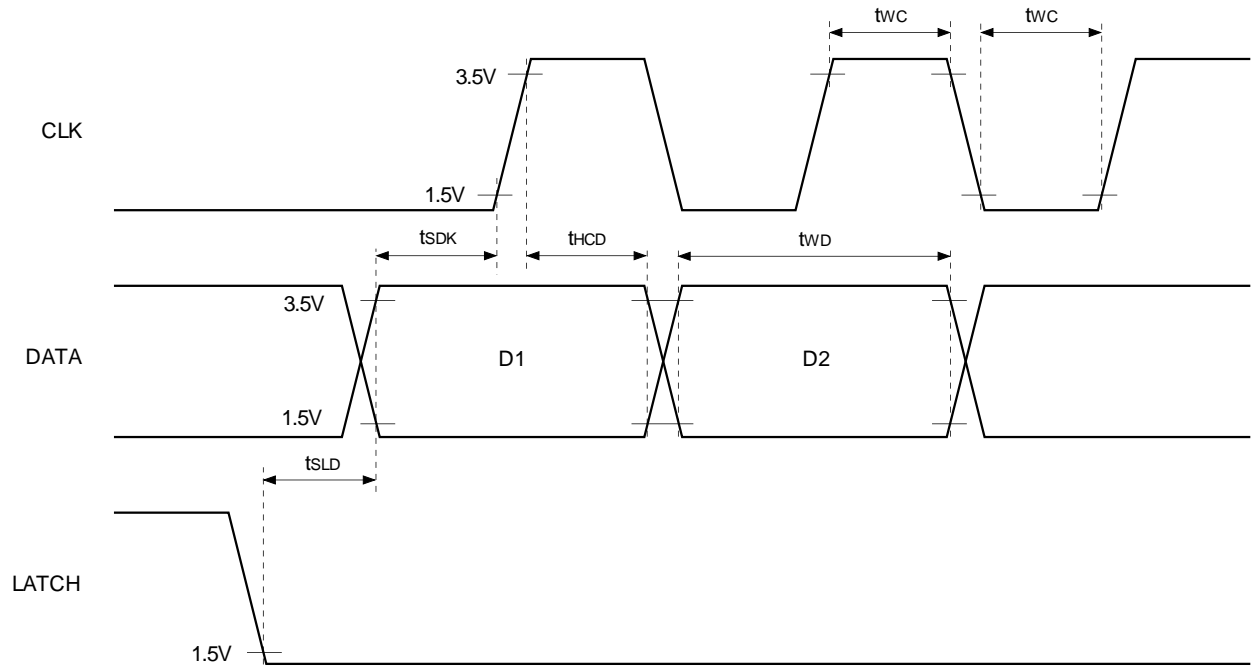 tWC tWC
3.5V
CLK
1.5V
tSDK tHCD tWD
3.5V
DATA D1 D2
1.5V
tSLD
LATCH
1.5V